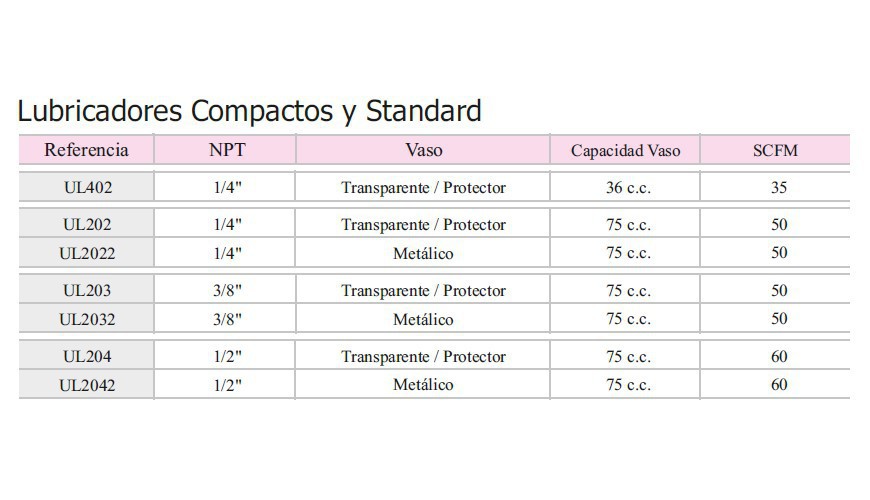 Lubricadores Compactos y Standard
Referencia NPT Vaso Capacidad Vaso SCFM
UL402 1/4" Transparente / Protector 36 c.c. 35
UL202 1/4" Transparente / Protector 75 c.c. 50
UL2022 1/4" Metálico 75 c.c. 50
UL203 3/8" Transparente / Protector 75 c.c. 50
UL2032 3/8" Metálico 75 c.c. 50
UL204 1/2" Transparente / Protector 75 c.c. 60
UL2042 1/2" Metálico 75 c.c. 60